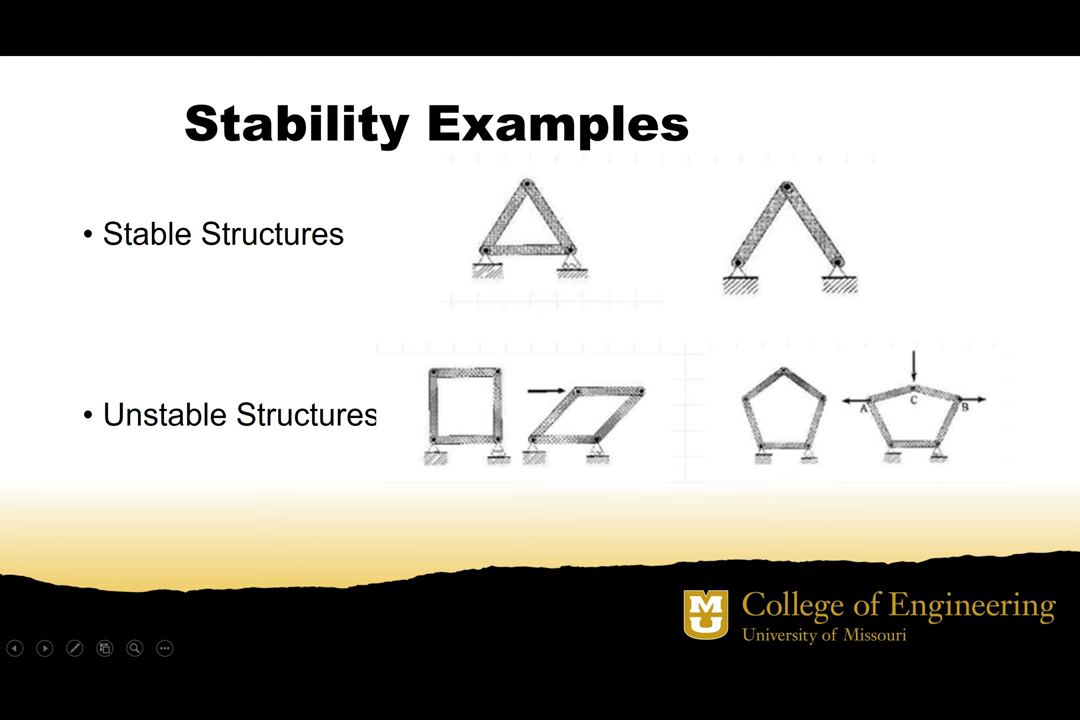 Stability Examples
• Stable Structures
• Unstable Structures
A
C
B
MU
College of Engineering
University of Missouri